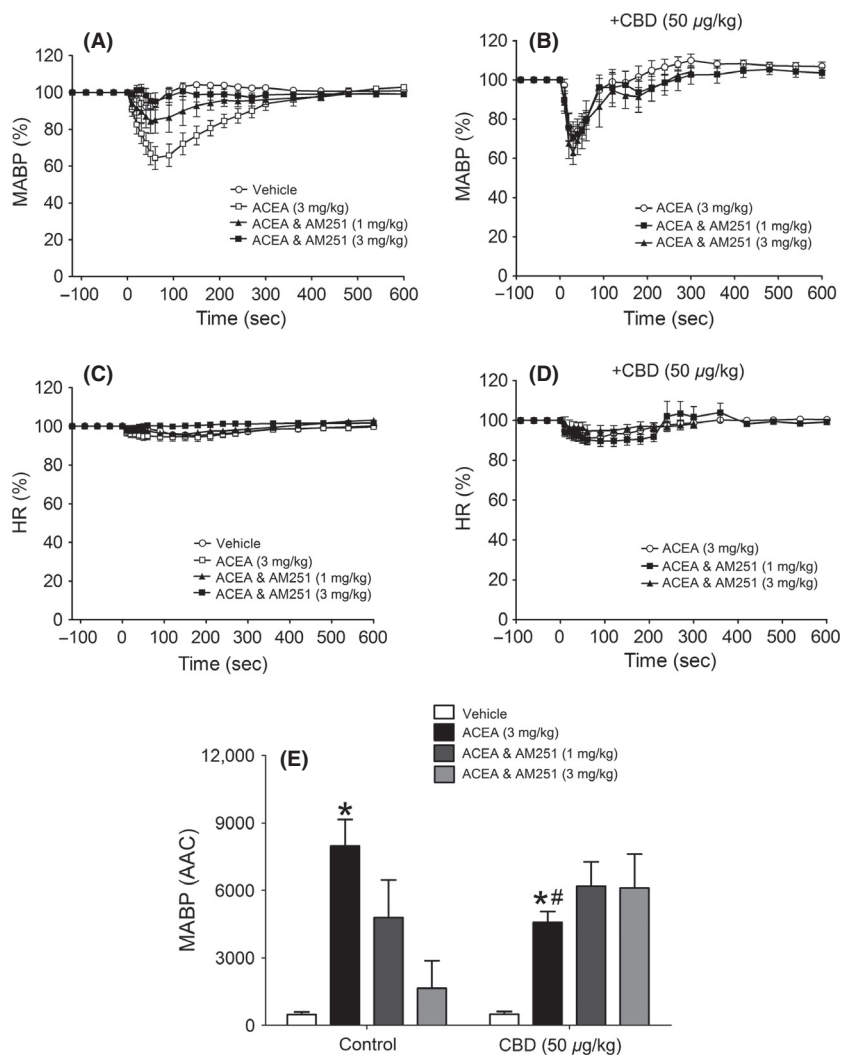 (A)
120
100
80
60
40
20
0
MABP (%)
Vehicle
ACEA (3 mg/kg)
ACEA & AM251 (1 mg/kg)
ACEA & AM251 (3 mg/kg)
–100 0 100 200 300 400 500 600
Time (sec)
+CBD (50 µg/kg)
(B)
120
100
80
60
40
20
0
MABP (%)
ACEA (3 mg/kg)
ACEA & AM251 (1 mg/kg)
ACEA & AM251 (3 mg/kg)
–100 0 100 200 300 400 500 600
Time (sec)
(C)
120
100
80
60
40
20
0
HR (%)
Vehicle
ACEA (3 mg/kg)
ACEA & AM251 (1 mg/kg)
ACEA & AM251 (3 mg/kg)
–100 0 100 200 300 400 500 600
Time (sec)
+CBD (50 µg/kg)
(D)
120
100
80
60
40
20
0
HR (%)
ACEA (3 mg/kg)
ACEA & AM251 (1 mg/kg)
ACEA & AM251 (3 mg/kg)
–100 0 100 200 300 400 500 600
Time (sec)
Vehicle
ACEA (3 mg/kg)
ACEA & AM251 (1 mg/kg)
ACEA & AM251 (3 mg/kg)
(E)
12,000
9000
6000
3000
0
MABP (AAC)
*
*#
Control
CBD (50 µg/kg)